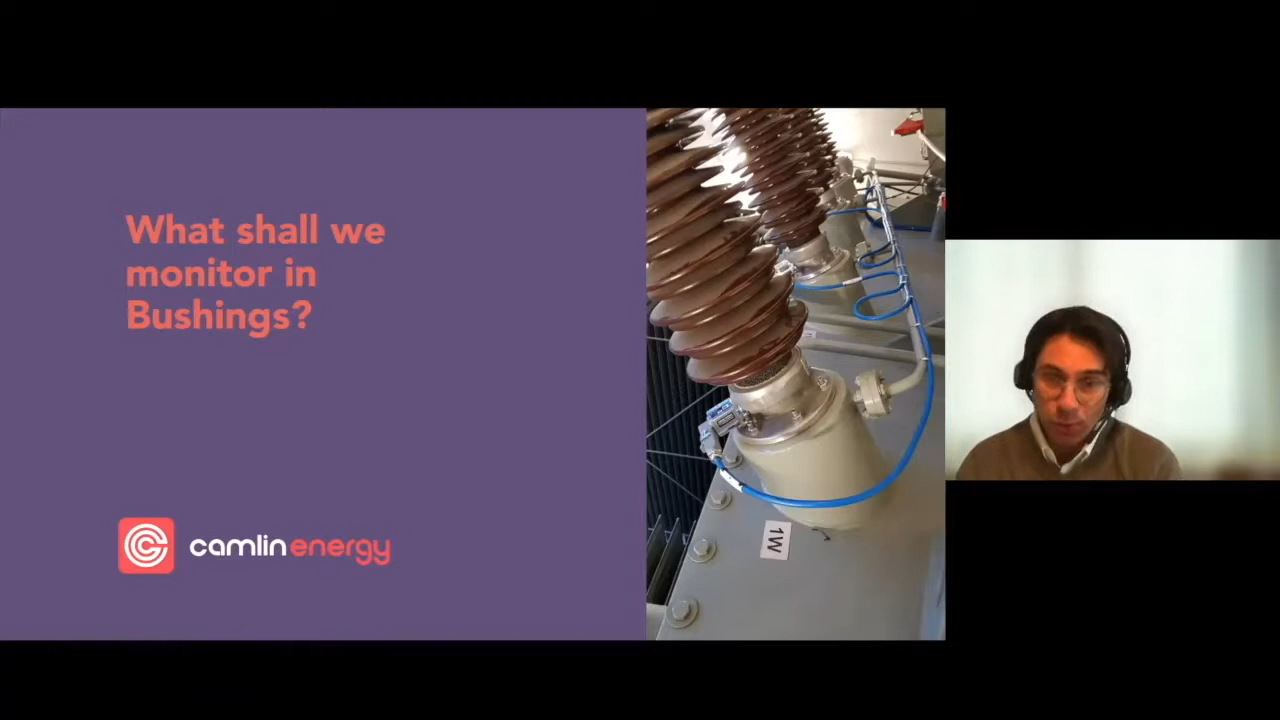 What shall we
monitor in
Bushings?
camlin energy
1W